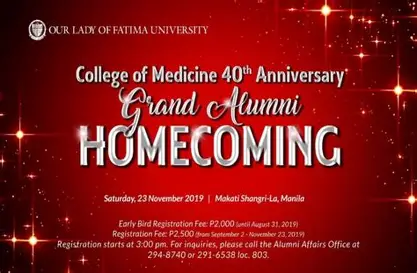 OUR LADY OF FATIMA UNIVERSITY
College of Medicine 40th Anniversary
Grand Alumni
HOMECOMING
Saturday, 23 November 2019 | Makati Shangri-La, Manila
Early Bird Registration Fee: P2,000 (until August 31, 2019)
Registration Fee: P2,500 (from September 2 - November 23, 2019)
Registration starts at 3:00 pm. For inquiries, please call the Alumni Affairs Office at
294-8740 or 291-6538 loc. 803.